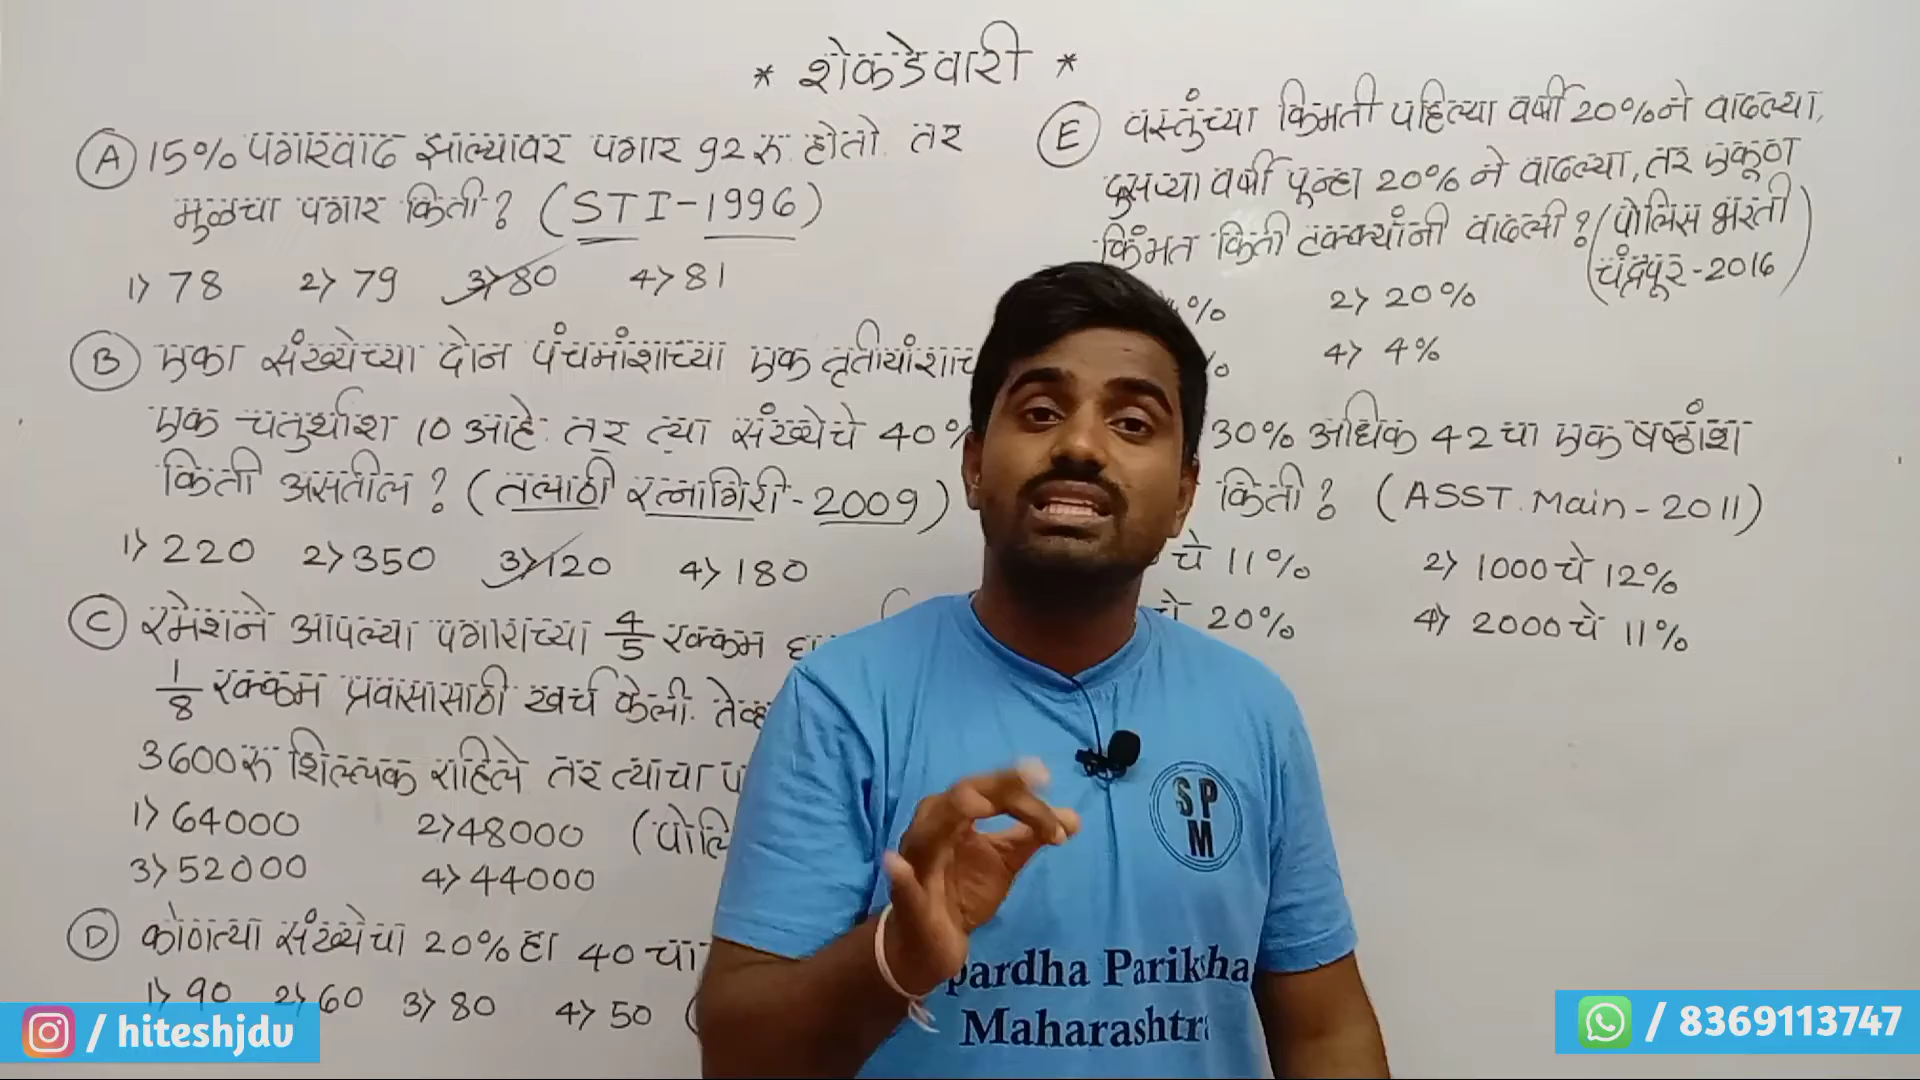 * शेकडेवारी *
A 15% पगारवाढ झाल्यावर पगार 92 रु. होतो. तर
मुळचा पगार किती? (STI-1996)
1) 78 2) 79 3) 80 4) 81
B एका संख्येच्या दोन पंचमांशाच्या एक तृतीयांशाच
एक चतुर्थांश 10 आहे. तर त्या संख्येचे 40%
किती असतील? (तलाठी रत्नागिरी-2009)
1) 220 2) 350 3) 120 4) 180
C रमेशने आपल्या पगाराच्या 4/5 रक्कम
1/8 रक्कम प्रवासासाठी खर्च केली. तेव्हा
3600 रु शिल्लक राहिले तर त्याचा
1) 64000 2) 48000
3) 52000 4) 44000
D कोणत्या संख्येचा 20% हा 40 चा
1) 90 2) 60 3) 80 4) 50
E वस्तुंच्या किंमती पहिल्या वर्षी 20% ने वाढल्या,
दुसऱ्या वर्षी पून्हा 20% ने वाढल्या, तर एकूण
किंमत किती टक्क्यांनी वाढली? (पोलिस भरती
चंद्रपूर-2016)
% 2) 20%
% 4) 4%
30% अधिक 42 चा एक षष्ठांश
किती? (ASST. Main-2011)
चे 11% 2) 1000 चे 12%
चे 20% 4) 2000 चे 11%
SP
M
pardha Pariksha
Maharashtr
/ hiteshjdu
/ 8369113747